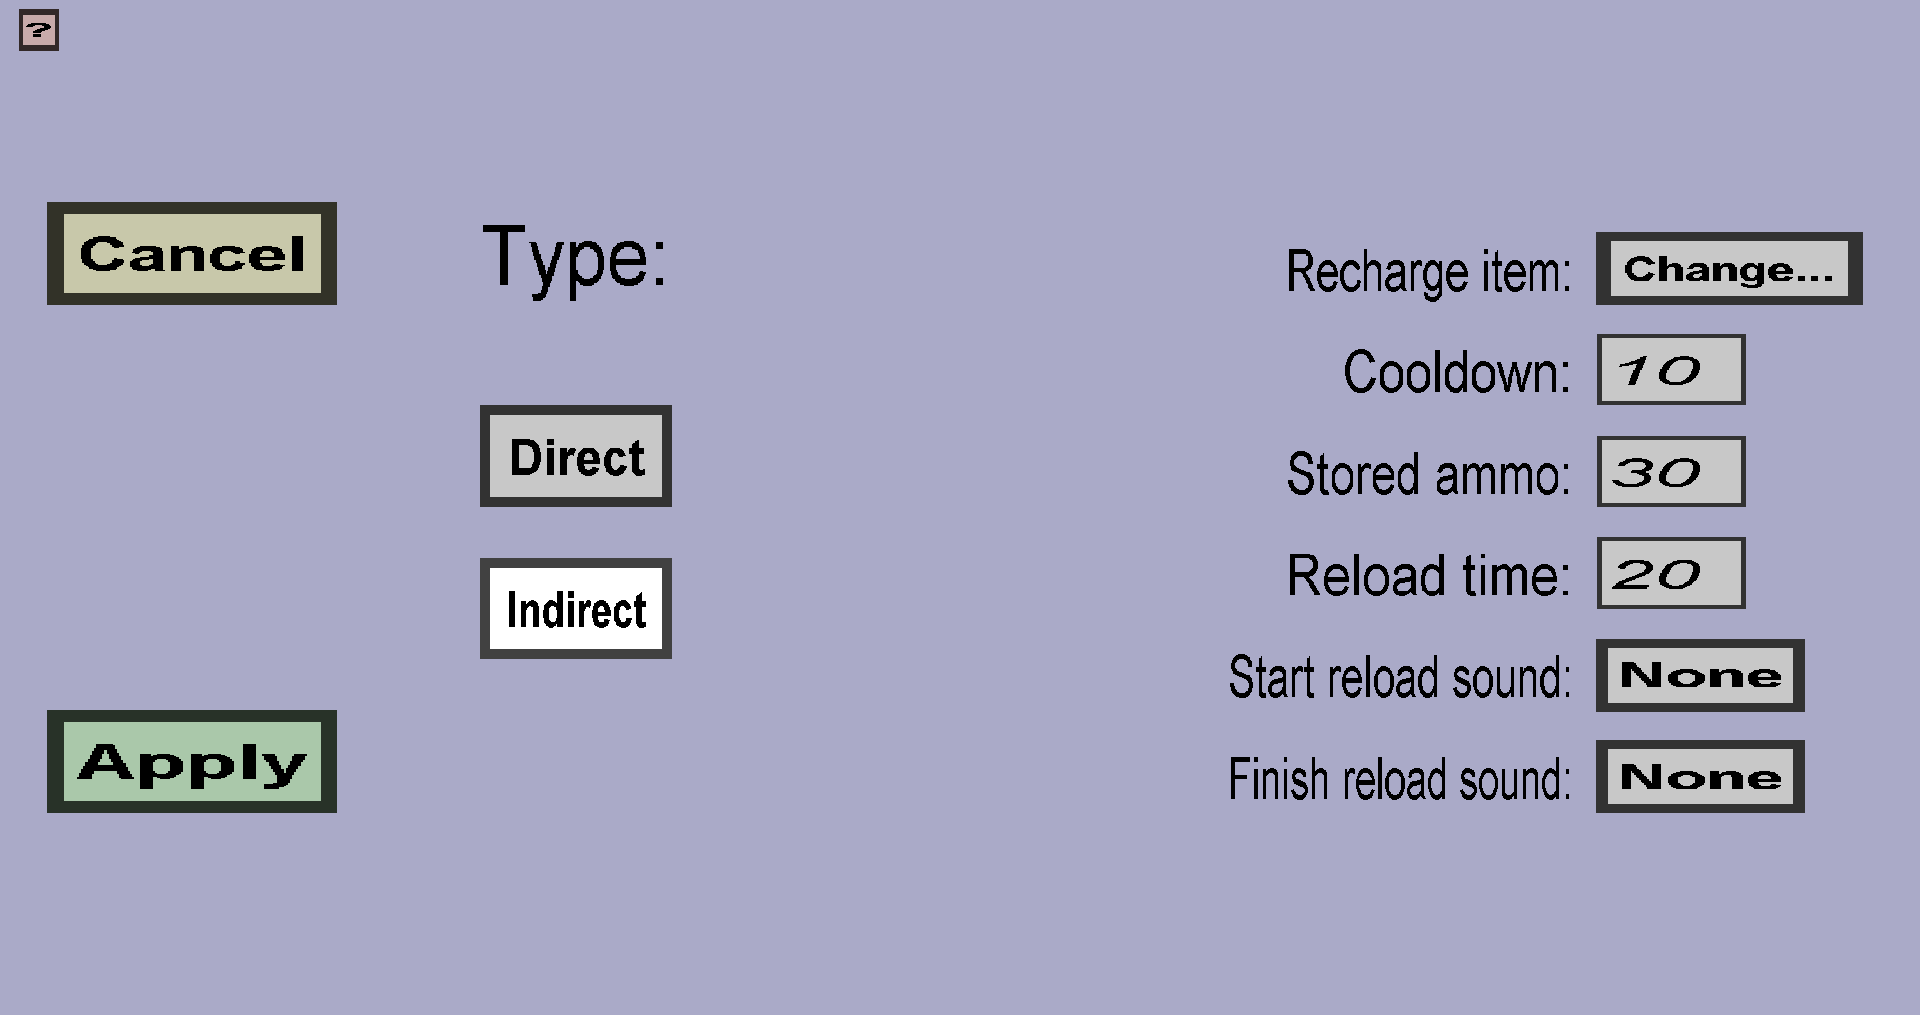 ?
Cancel
Type:
Direct
Indirect
Apply
Recharge item: Change...
Cooldown: 10
Stored ammo: 30
Reload time: 20
Start reload sound: None
Finish reload sound: None